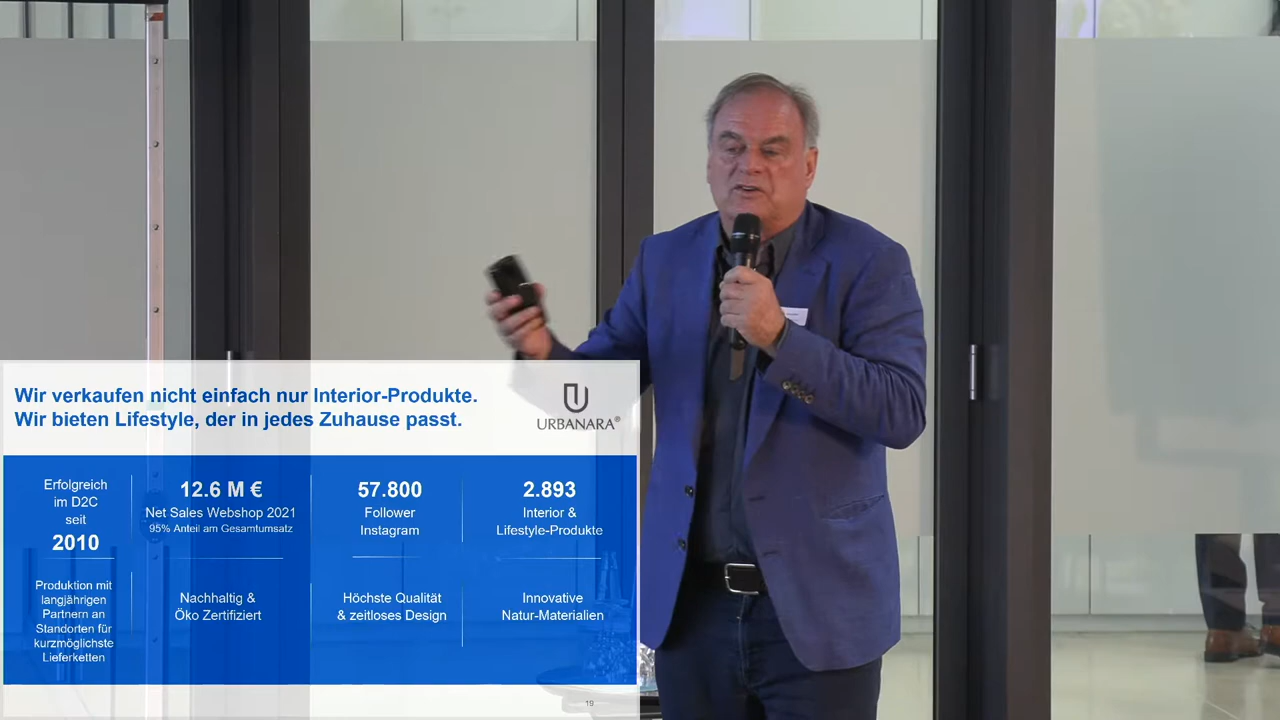 Wir verkaufen nicht einfach nur Interior-Produkte.
Wir bieten Lifestyle, der in jedes Zuhause passt.
URBANARA®
Erfolgreich
im D2C
seit
2010
12.6 M €
Net Sales Webshop 2021
95% Anteil am Gesamtumsatz
57.800
Follower
Instagram
2.893
Interior &
Lifestyle-Produkte
Produktion mit
langjährigen
Partnern an
Standorten für
kurzmöglichste
Lieferketten
Nachhaltig &
Öko Zertifiziert
Höchste Qualität
& zeitloses Design
Innovative
Natur-Materialien
19